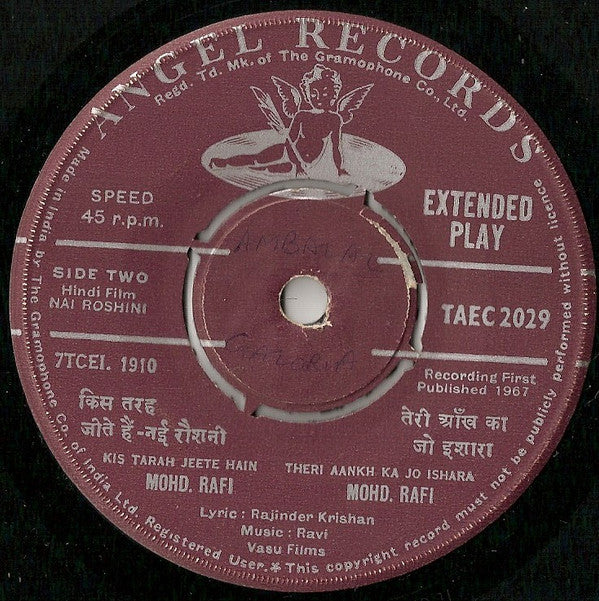 ANGEL RECORDS
Regd. Td. Mk. of The Gramophone Co., Ltd.
SPEED
45 r.p.m.
EXTENDED
PLAY
SIDE TWO
Hindi Film
NAI ROSHINI
TAEC 2029
7TCEI. 1910
Recording First
Published 1967
किस तरह
जीते हैं-नई रौशनी
तेरी आँख का
जो इशारा
KIS TARAH JEETE HAIN
MOHD. RAFI
THERI AANKH KA JO ISHARA
MOHD. RAFI
Lyric : Rajinder Krishan
Music : Ravi
Vasu Films
Made in India by The Gramophone Co. of India, Ltd. Registered User.* This copyright record must not be publicly performed without licence